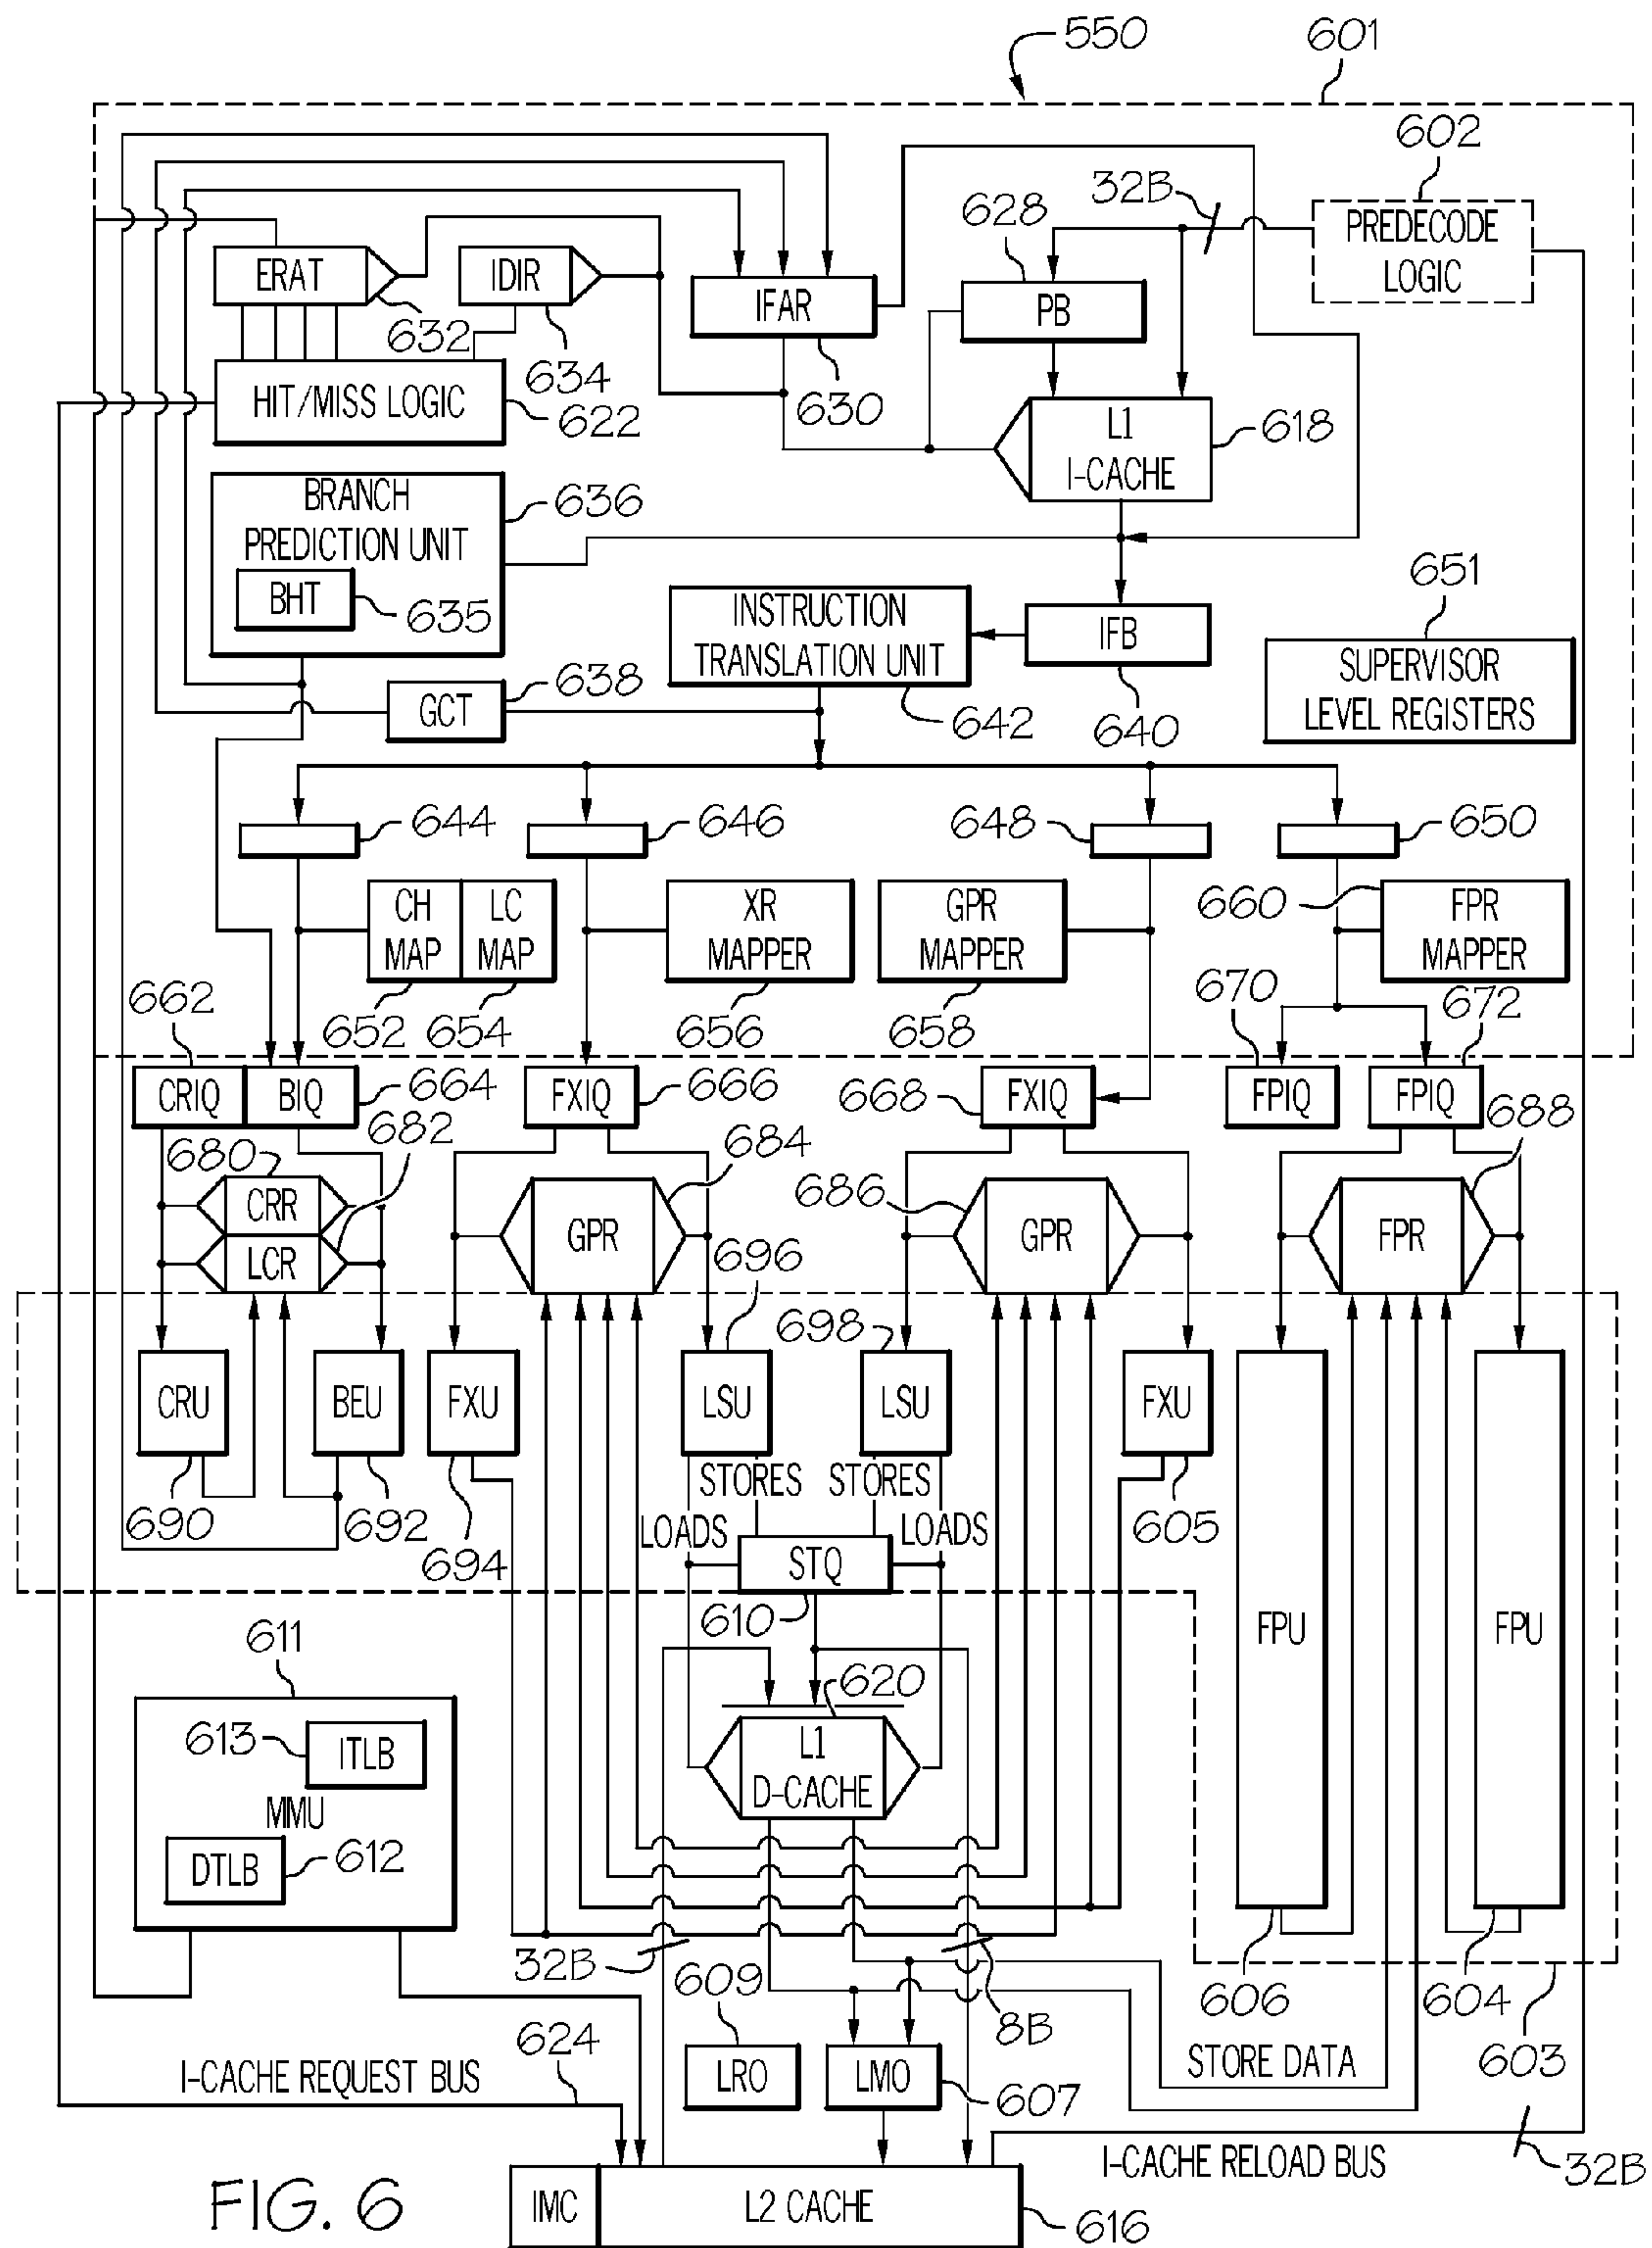 550
601
602
32B
628
PREDECODE
LOGIC
ERAT
IDIR
IFAR
PB
632
634
630
HIT/MISS LOGIC
622
L1
I-CACHE
618
BRANCH
PREDICTION UNIT
636
BHT
635
INSTRUCTION
TRANSLATION UNIT
642
IFB
640
651
SUPERVISOR
LEVEL REGISTERS
GCT
638
644
646
648
650
CH
MAP
LC
MAP
XR
MAPPER
GPR
MAPPER
660
FPR
MAPPER
662
652
654
656
658
670
672
CRIQ
BIQ
664
FXIQ
666
668
FXIQ
FPIQ
FPIQ
688
680
682
684
686
CRR
LCR
GPR
GPR
FPR
696
698
CRU
BEU
FXU
LSU
LSU
FXU
STORES
STORES
690
692
694
LOADS
LOADS
605
STQ
610
FPU
FPU
611
620
613
ITLB
MMU
DTLB
612
L1
D-CACHE
32B
609
8B
606
604
603
624
I-CACHE REQUEST BUS
LRO
LMO
607
STORE DATA
I-CACHE RELOAD BUS
32B
FIG. 6
IMC
L2 CACHE
616